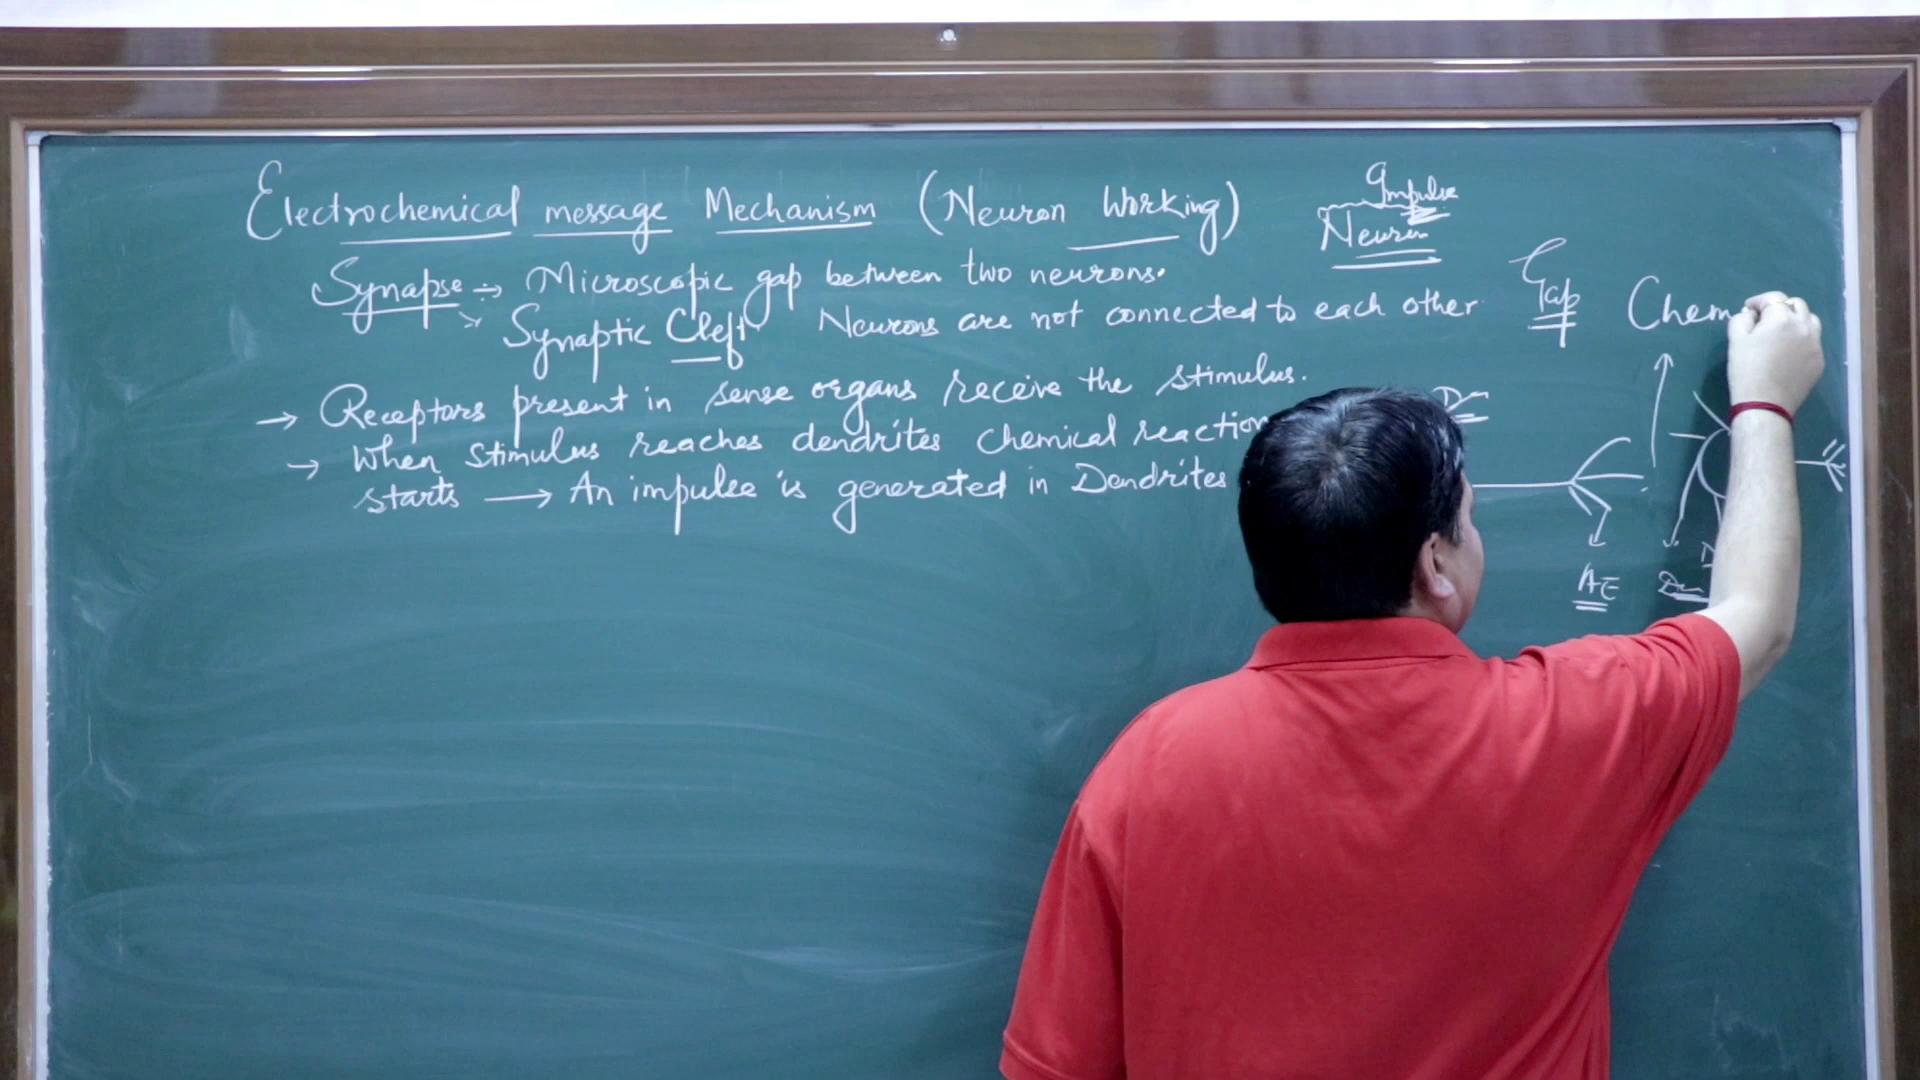 Electrochemical message Mechanism (Neuron Working)
Impulse
Neuron
Synapse :→ Microscopic gap between two neurons.
→ Synaptic Cleft. Neurons are not connected to each other
Gap
Chem
→ Receptors present in sense organs receive the stimulus.
→ When stimulus reaches dendrites chemical reaction
starts → An impulse is generated in Dendrites
AE